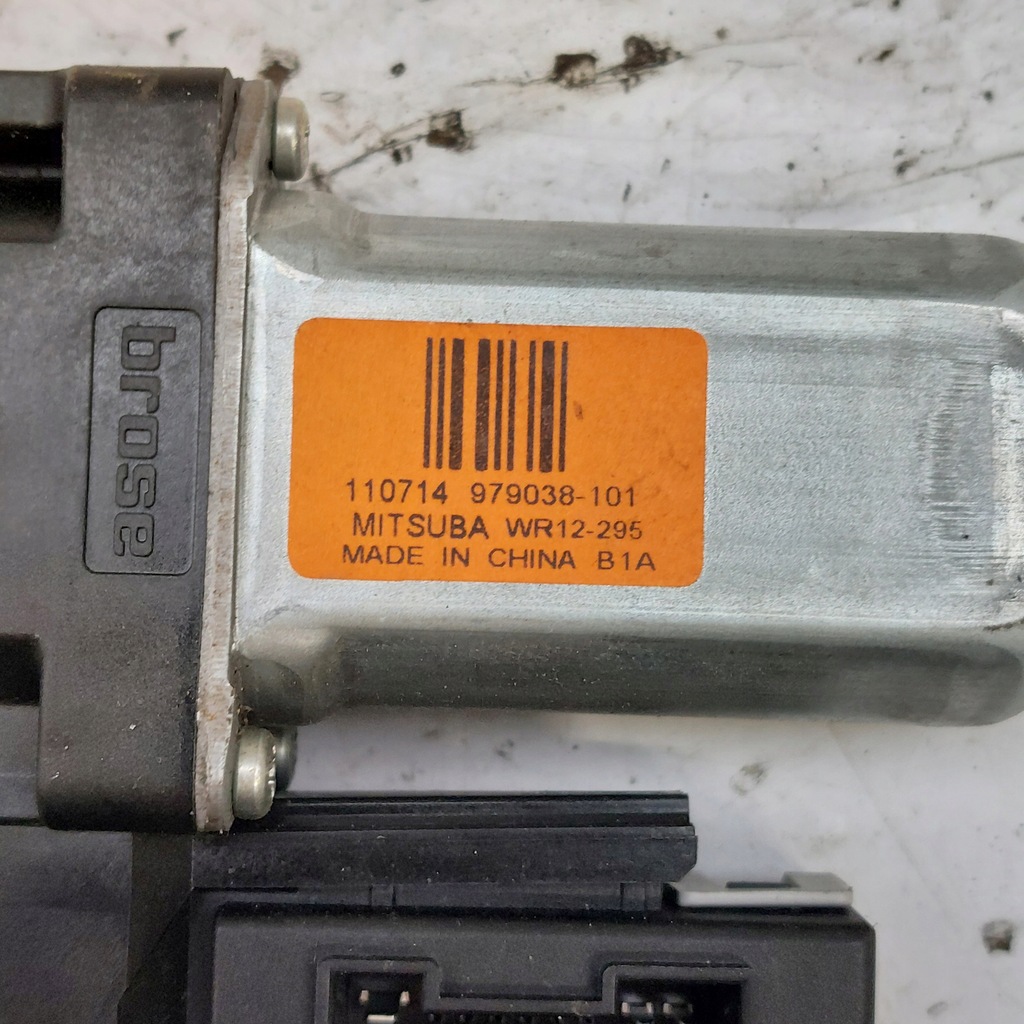 brose
110714 979038-101
MITSUBA WR12-295
MADE IN CHINA B1A